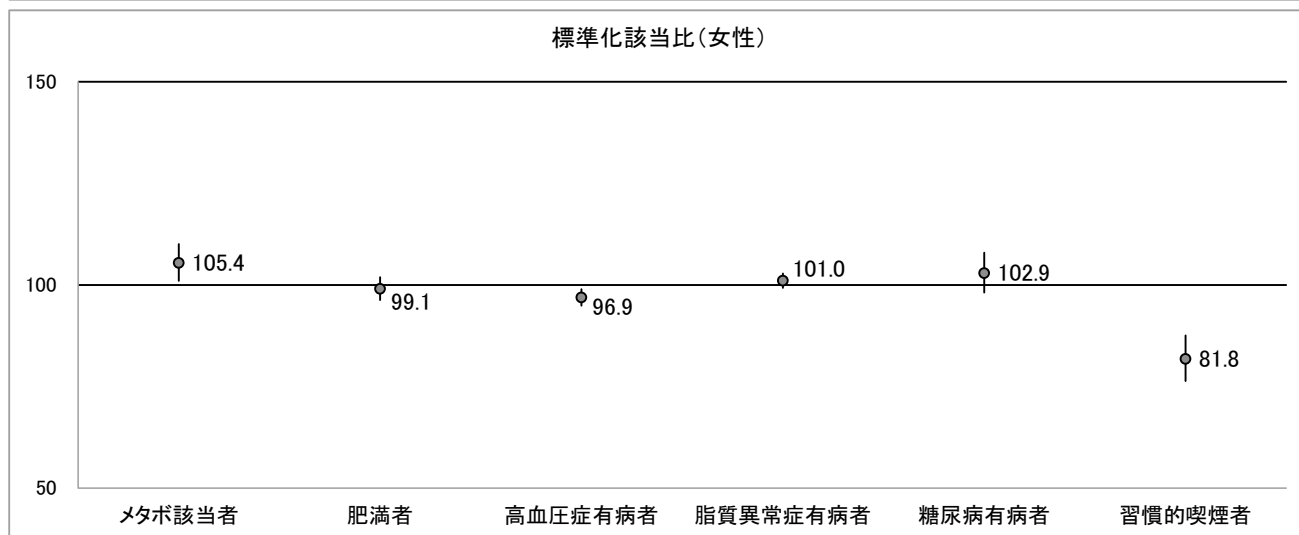 標準化該当比(女性)
150
100
50
105.4
99.1
96.9
101.0
102.9
81.8
メタボ該当者
肥満者
高血圧症有病者
脂質異常症有病者
糖尿病有病者
習慣的喫煙者